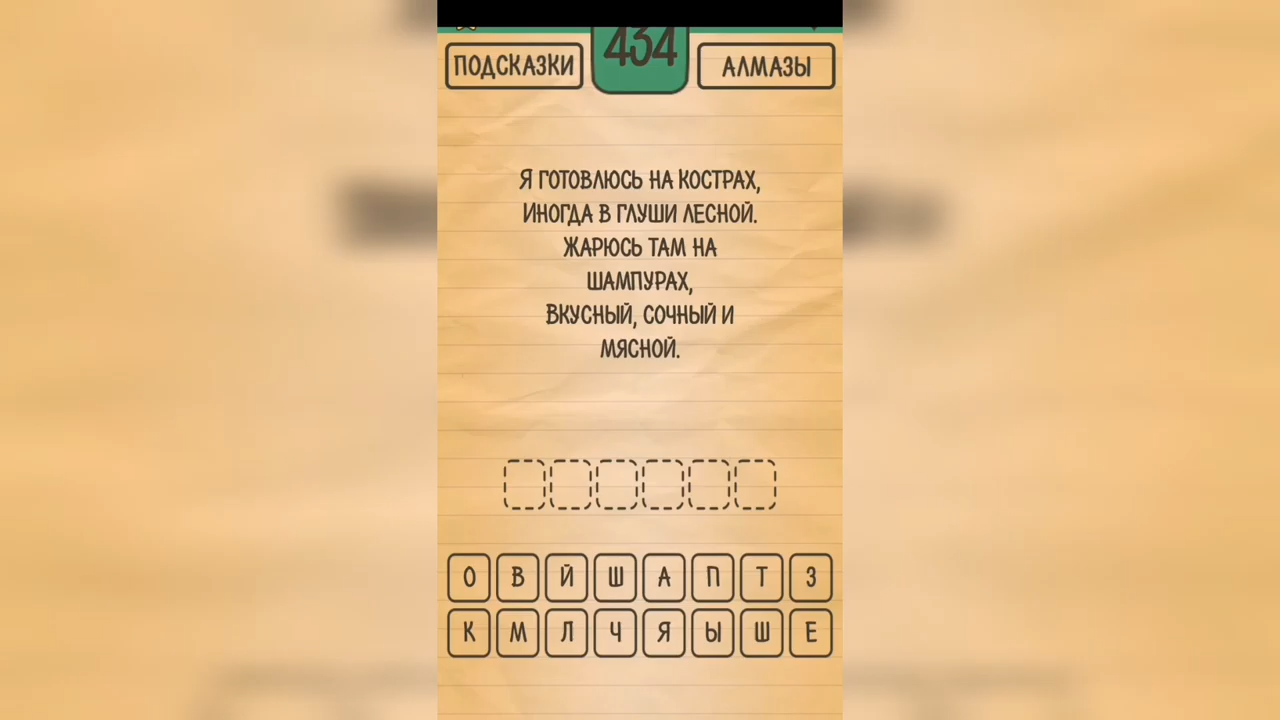 434
ПОДСКАЗКИ
АЛМАЗЫ
Я ГОТОВЛЮСЬ НА КОСТРАХ,
ИНОГДА В ГЛУШИ ЛЕСНОЙ.
ЖАРЮСЬ ТАМ НА
ШАМПУРАХ,
ВКУСНЫЙ, СОЧНЫЙ И
МЯСНОЙ.
О В Й Ш А П Т З
К М Л Ч Я Ы Ш Е